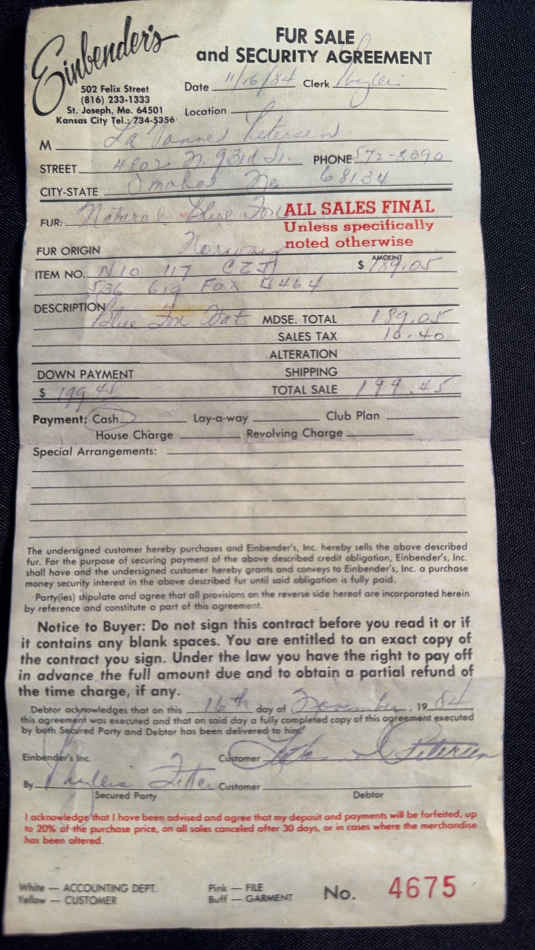 Einbender's
502 Felix Street
(816) 233-1333
St. Joseph, Mo. 64501
Kansas City Tel.: 734-5356
FUR SALE
and SECURITY AGREEMENT
Date 11/16/84 Clerk
Location
M
STREET PHONE 572-8090
CITY-STATE Omaha Ne 68134
FUR: Natural Blue Fox
ALL SALES FINAL
Unless specifically
noted otherwise
FUR ORIGIN Norway
AMOUNT
ITEM NO. N10 117 CZJ $ 189.05
536 619 Fox 6464
DESCRIPTION
Blue Fox Hat MDSE. TOTAL 189.05
SALES TAX 10.40
ALTERATION
DOWN PAYMENT SHIPPING
$ 199.45 TOTAL SALE 199.45
Payment: Cash Lay-a-way Club Plan
House Charge Revolving Charge
Special Arrangements:
The undersigned customer hereby purchases and Einbender's, Inc. hereby sells the above described
fur. For the purpose of securing payment of the above described credit obligation, Einbender's, Inc.
shall have and the undersigned customer hereby grants and conveys to Einbender's, Inc. a purchase
money security interest in the above described fur until said obligation is fully paid.
Party(ies) stipulate and agree that all provisions on the reverse side hereof are incorporated herein
by reference and constitute a part of this agreement.
Notice to Buyer: Do not sign this contract before you read it or if
it contains any blank spaces. You are entitled to an exact copy of
the contract you sign. Under the law you have the right to pay off
in advance the full amount due and to obtain a partial refund of
the time charge, if any.
Debtor acknowledges that on this 16th day of November, 19 84
this agreement was executed and that on said day a fully completed copy of this agreement executed
by both Secured Party and Debtor has been delivered to him.
Einbender's Inc. Customer
By Customer
Secured Party Debtor
I acknowledge that I have been advised and agree that my deposit and payments will be forfeited, up
to 20% of the purchase price, on all sales canceled after 30 days, or in cases where the merchandise
has been altered.
White — ACCOUNTING DEPT. Pink — FILE
Yellow — CUSTOMER Buff — GARMENT
No. 4675